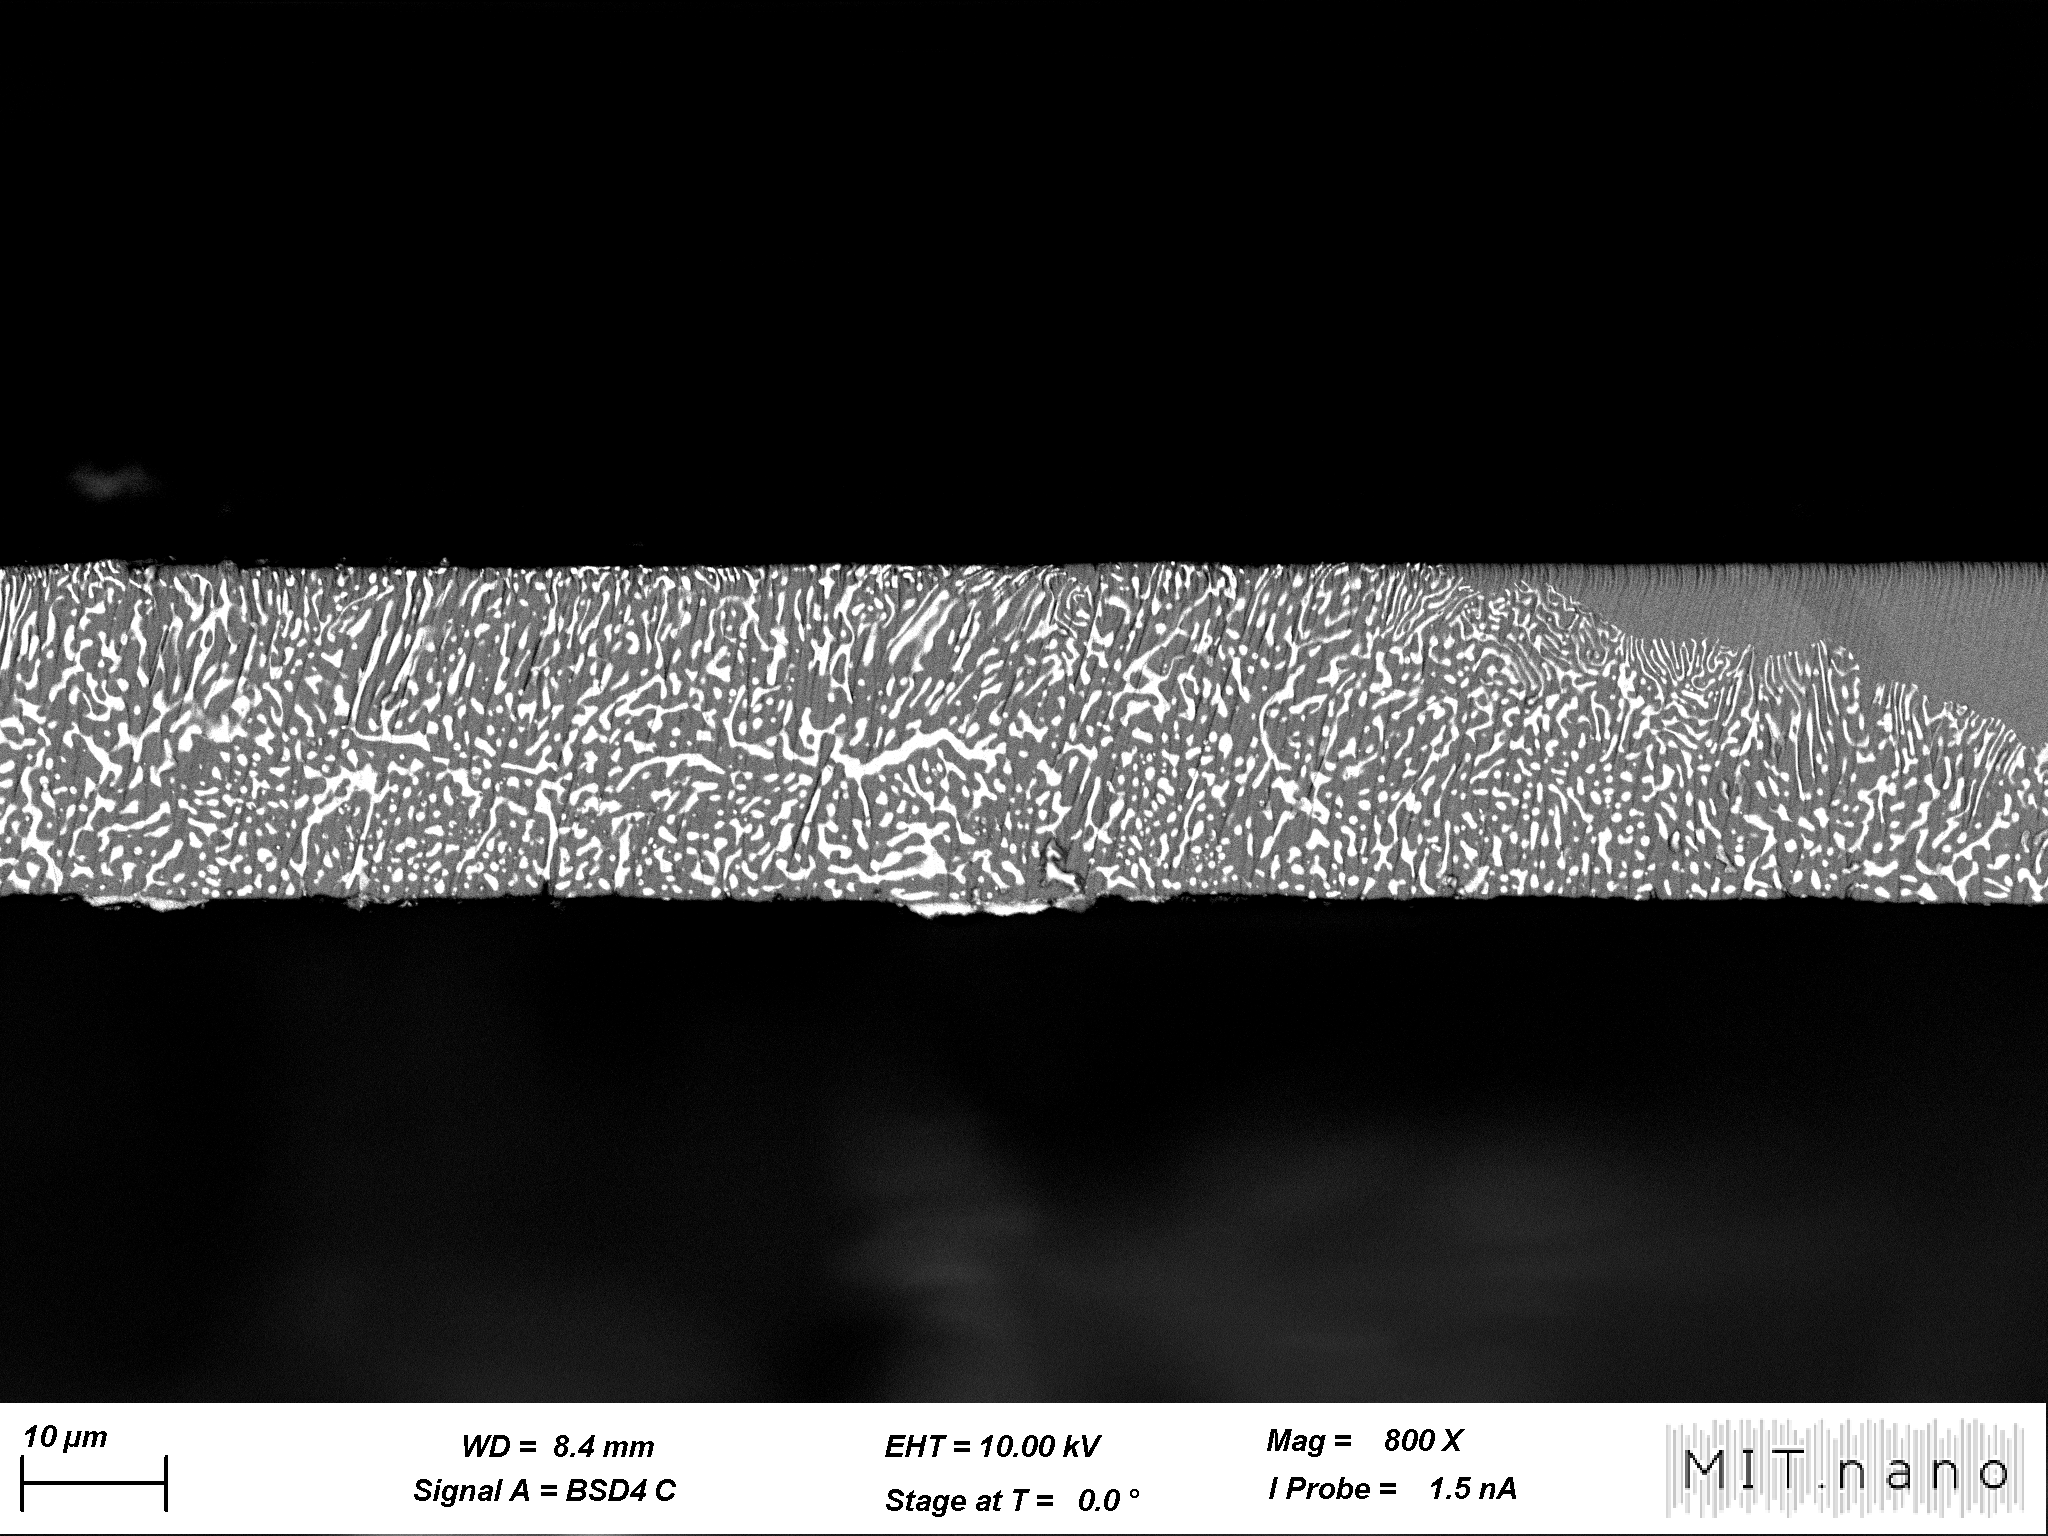 10 µm
WD = 8.4 mm
Signal A = BSD4 C
EHT = 10.00 kV
Stage at T = 0.0 °
Mag = 800 X
I Probe = 1.5 nA
MIT.nano